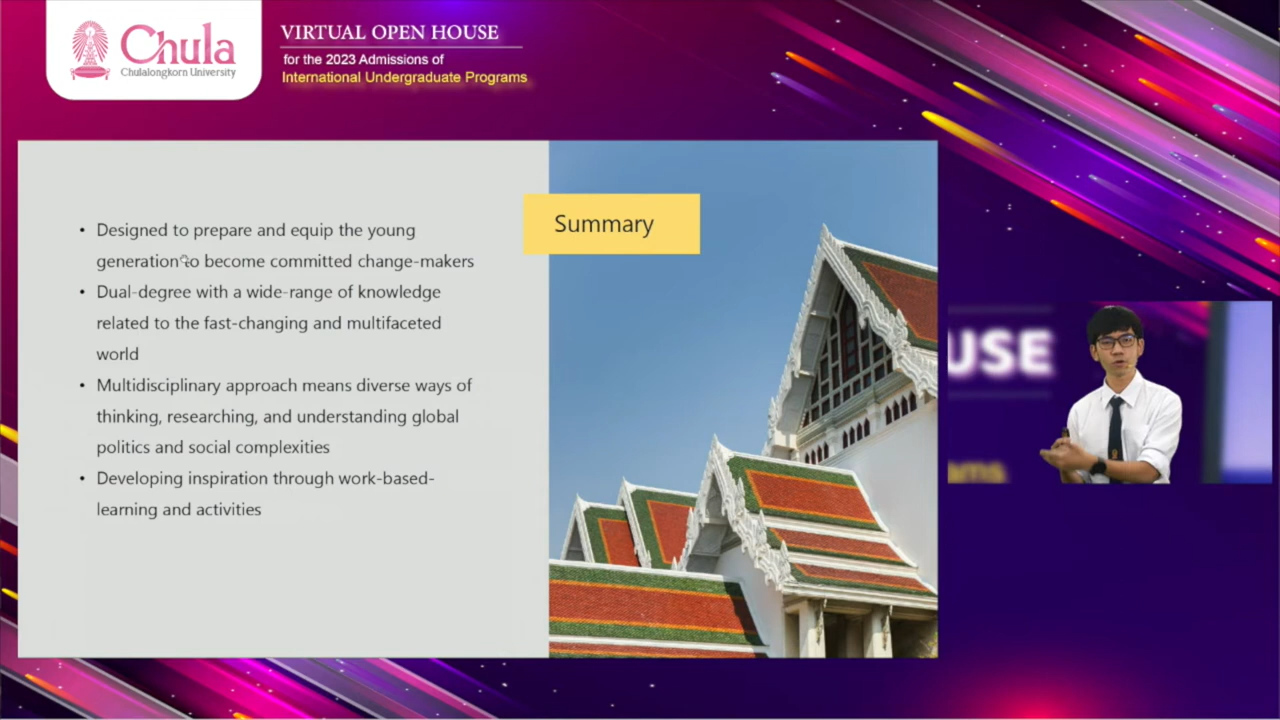 Chula
Chulalongkorn University
VIRTUAL OPEN HOUSE
for the 2023 Admissions of
International Undergraduate Programs
Summary
• Designed to prepare and equip the young
generation to become committed change-makers
• Dual-degree with a wide-range of knowledge
related to the fast-changing and multifaceted
world
• Multidisciplinary approach means diverse ways of
thinking, researching, and understanding global
politics and social complexities
• Developing inspiration through work-based-
learning and activities
USE
ams